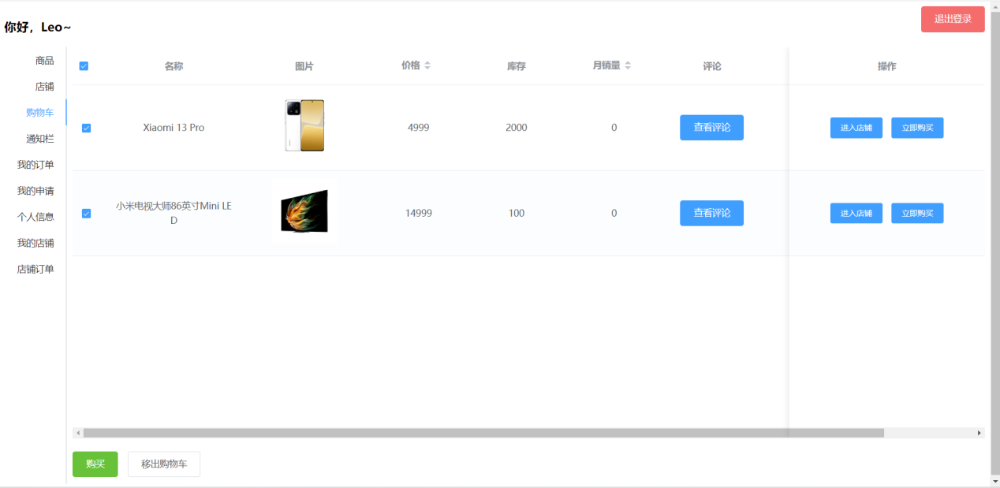 你好，Leo~
退出登录
商品
店铺
购物车
通知栏
我的订单
我的申请
个人信息
我的店铺
店铺订单
名称 图片 价格 库存 月销量 评论 操作
Xiaomi 13 Pro 4999 2000 0 查看评论 进入店铺 立即购买
小米电视大师86英寸Mini LE
D 14999 100 0 查看评论 进入店铺 立即购买
购买 移出购物车